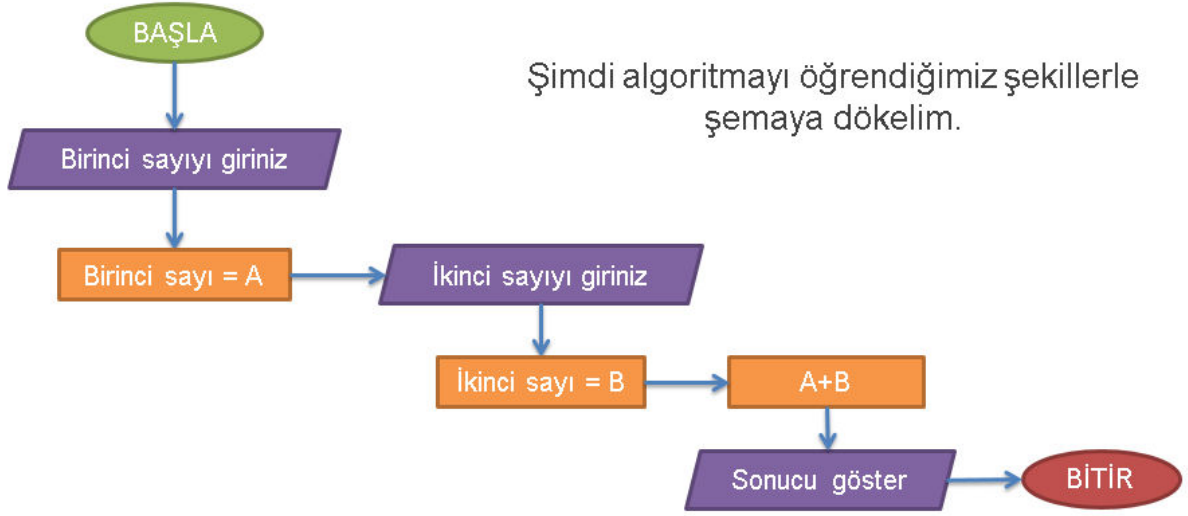 BAŞLA
Şimdi algoritmayı öğrendiğimiz şekillerle
şemaya dökelim.
Birinci sayıyı giriniz
Birinci sayı = A
İkinci sayıyı giriniz
İkinci sayı = B
A+B
Sonucu göster
BİTİR